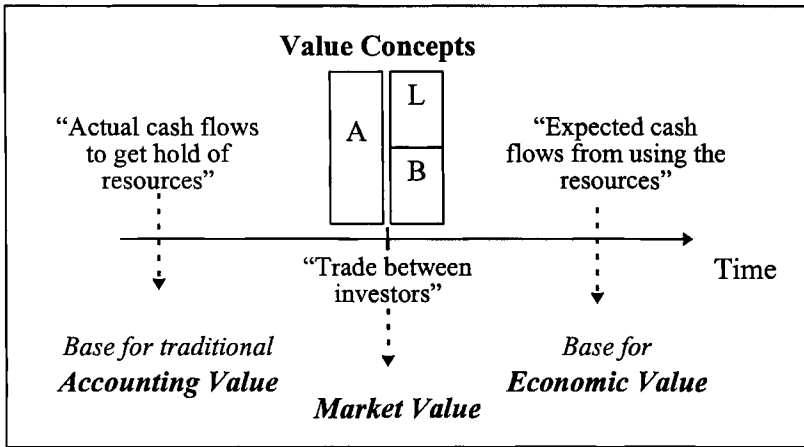 Value Concepts
“Actual cash flows
to get hold of
resources”
A
L
B
“Expected cash
flows from using the
resources”
“Trade between
investors”
Time
Base for traditional
Accounting Value
Market Value
Base for
Economic Value